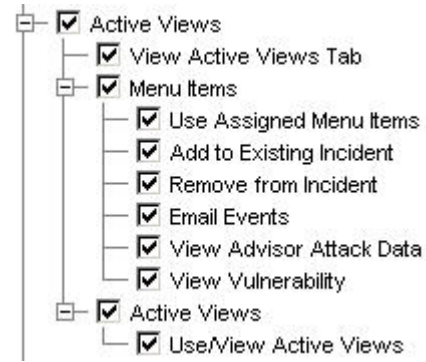 Active Views
View Active Views Tab
Menu Items
Use Assigned Menu Items
Add to Existing Incident
Remove from Incident
Email Events
View Advisor Attack Data
View Vulnerability
Active Views
Use/View Active Views